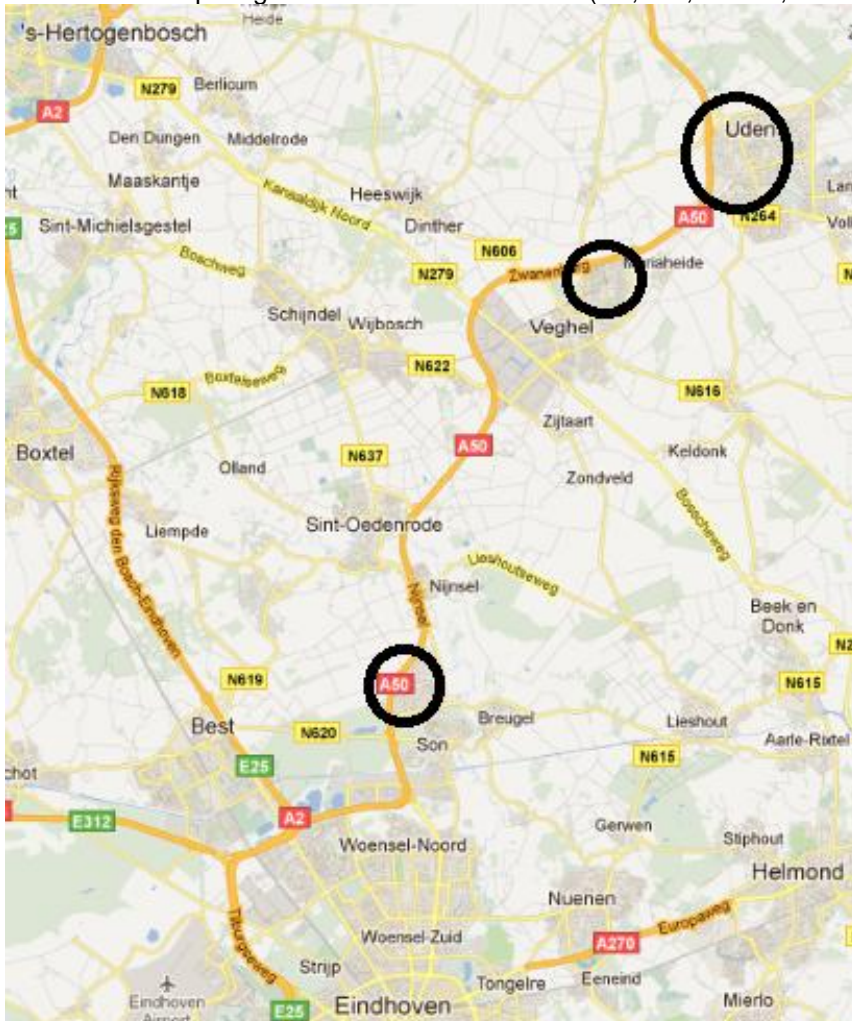 's-Hertogenbosch
Heide
Berlicum
N279
A2
Uden
Den Dungen
Middelrode
Maaskantje
Kanaaldijk Noord
Heeswijk
A50
N264
Sint-Michielsgestel
Dinther
N606
Boschweg
N279
Zwanenburg
Mariaheide
Schijndel
Wijbosch
Veghel
N622
Boxtelseweg
N618
N616
Zijtaart
Boxtel
A50
Keldonk
N637
Olland
Zondveld
Rijksweg den Bosch-Eindhoven
Sint-Oedenrode
Liempde
Boscheweg
Lieshoutseweg
Nijnsel
Nijnsel
Beek en
Donk
N619
A50
N615
Best
N620
Breugel
Lieshout
Son
Aarle-Rixtel
N615
E25
E312
A2
Gerwen
Woensel-Noord
Stiphout
Helmond
Nuenen
Europaweg
Tilburgseweg
Woensel-Zuid
A270
Strijp
Tongelre
Eeneind
Eindhoven
Airport
E25
Eindhoven
Mierlo